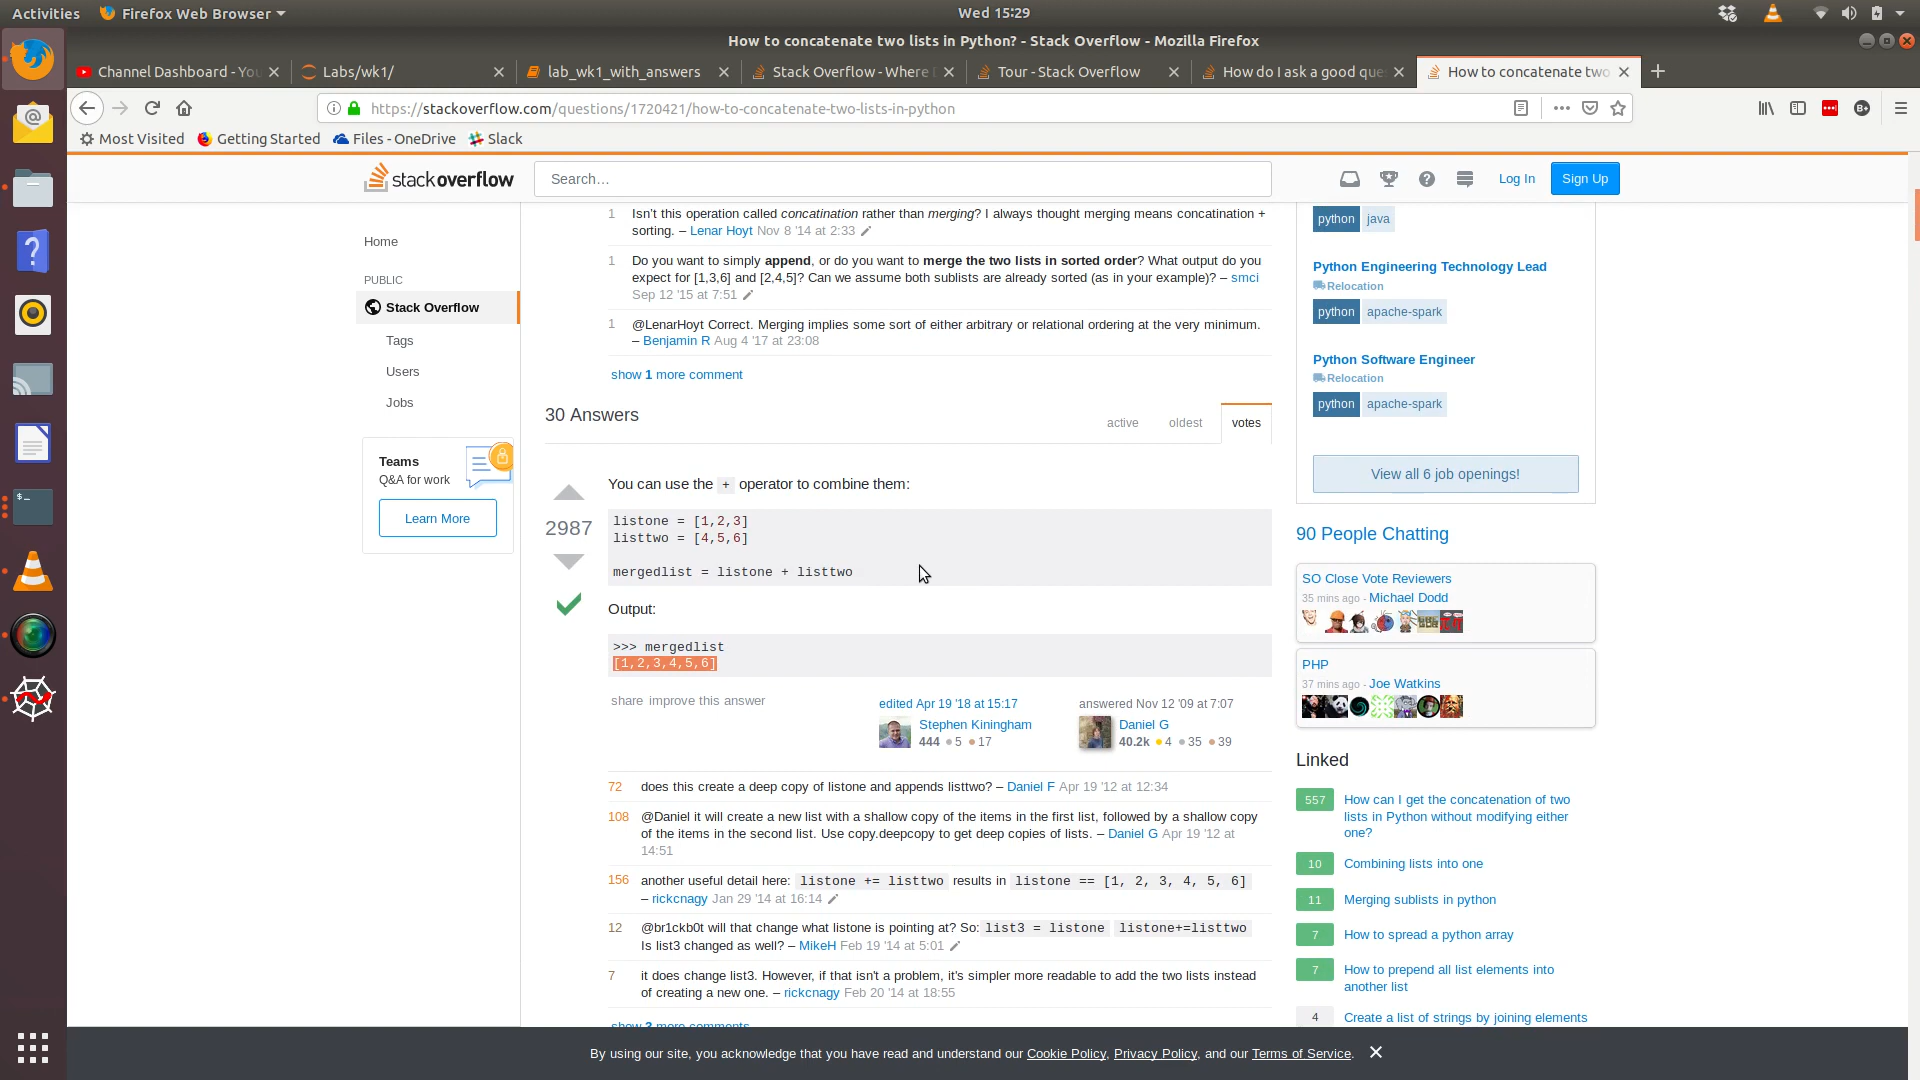 Activities Firefox Web Browser Wed 15:29
How to concatenate two lists in Python? - Stack Overflow - Mozilla Firefox
Channel Dashboard - You Labs/wk1/ lab_wk1_with_answers Stack Overflow - Where Tour - Stack Overflow How do I ask a good que How to concatenate two
https://stackoverflow.com/questions/1720421/how-to-concatenate-two-lists-in-python
Most Visited Getting Started Files - OneDrive Slack
stackoverflow Search… Log In Sign Up
Home
PUBLIC
Stack Overflow
Tags
Users
Jobs
Teams
Q&A for work
Learn More
1 Isn't this operation called concatination rather than merging? I always thought merging means concatination +
sorting. – Lenar Hoyt Nov 8 '14 at 2:33
1 Do you want to simply append, or do you want to merge the two lists in sorted order? What output do you
expect for [1,3,6] and [2,4,5]? Can we assume both sublists are already sorted (as in your example)? – smci
Sep 12 '15 at 7:51
1 @LenarHoyt Correct. Merging implies some sort of either arbitrary or relational ordering at the very minimum.
– Benjamin R Aug 4 '17 at 23:08
show 1 more comment
30 Answers active oldest votes
You can use the + operator to combine them:
2987
listone = [1,2,3]
listtwo = [4,5,6]
mergedlist = listone + listtwo
Output:
>>> mergedlist
[1,2,3,4,5,6]
share improve this answer
edited Apr 19 '18 at 15:17
Stephen Kiningham
444 5 17
answered Nov 12 '09 at 7:07
Daniel G
40.2k 4 35 39
72 does this create a deep copy of listone and appends listtwo? – Daniel F Apr 19 '12 at 12:34
108 @Daniel it will create a new list with a shallow copy of the items in the first list, followed by a shallow copy
of the items in the second list. Use copy.deepcopy to get deep copies of lists. – Daniel G Apr 19 '12 at
14:51
156 another useful detail here: listone += listtwo results in listone == [1, 2, 3, 4, 5, 6]
– rickcnagy Jan 29 '14 at 16:14
12 @br1ckb0t will that change what listone is pointing at? So: list3 = listone listone+=listtwo
Is list3 changed as well? – MikeH Feb 19 '14 at 5:01
7 it does change list3. However, if that isn't a problem, it's simpler more readable to add the two lists instead
of creating a new one. – rickcnagy Feb 20 '14 at 18:55
show 3 more comments
python java
Python Engineering Technology Lead
Relocation
python apache-spark
Python Software Engineer
Relocation
python apache-spark
View all 6 job openings!
90 People Chatting
SO Close Vote Reviewers
35 mins ago - Michael Dodd
PHP
37 mins ago - Joe Watkins
Linked
557 How can I get the concatenation of two
lists in Python without modifying either
one?
10 Combining lists into one
11 Merging sublists in python
7 How to spread a python array
7 How to prepend all list elements into
another list
4 Create a list of strings by joining elements
By using our site, you acknowledge that you have read and understand our Cookie Policy, Privacy Policy, and our Terms of Service.